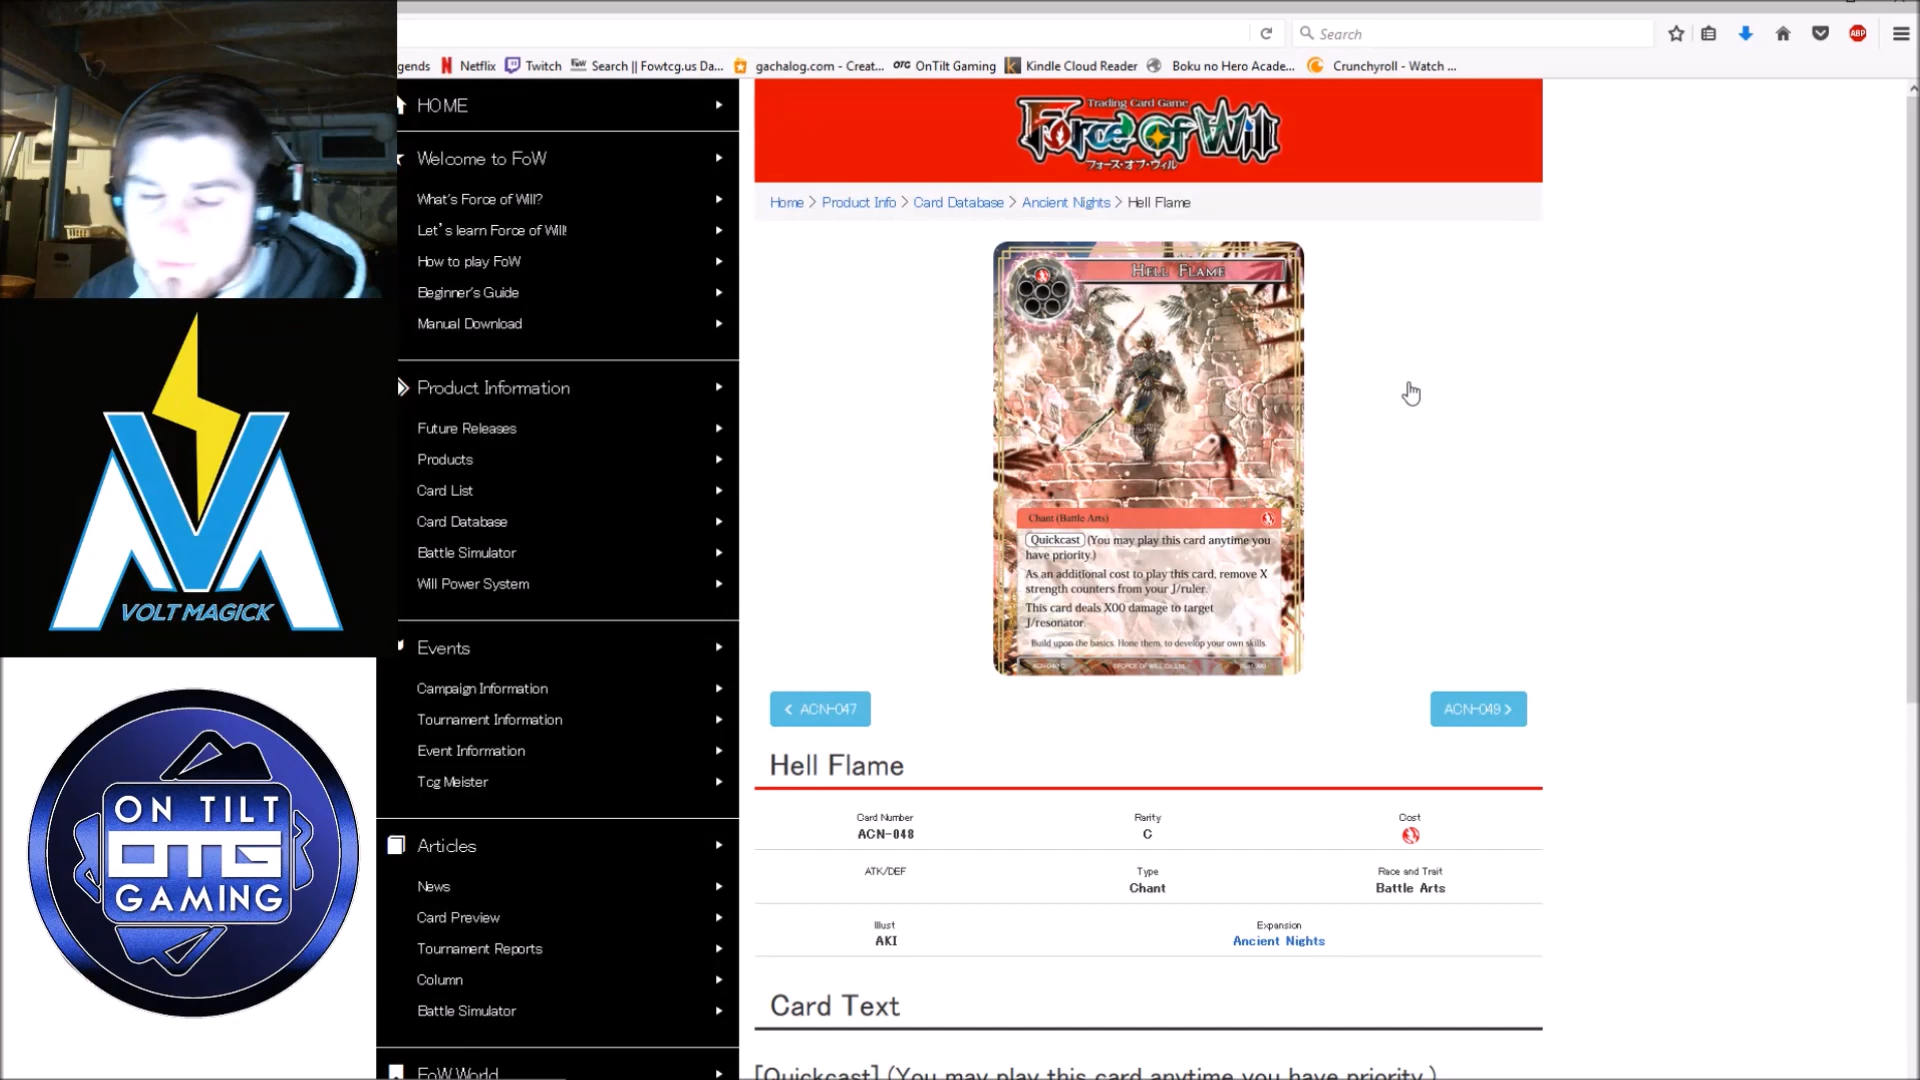 Search
gends
Netflix
Twitch
Search || Fowtcg.us Da...
gachalog.com - Creat...
OTG OnTilt Gaming
Kindle Cloud Reader
Boku no Hero Acade...
Crunchyroll - Watch ...
ABP
HOME
Welcome to FoW
What's Force of Will?
Let's learn Force of Will!
How to play FoW
Beginner's Guide
Manual Download
Product Information
Future Releases
Products
Card List
Card Database
Battle Simulator
Will Power System
Events
Campaign Information
Tournament Information
Event Information
Tcg Meister
Articles
News
Card Preview
Tournament Reports
Column
Battle Simulator
FoW World
VOLT MAGICK
ON TILT
OTG
GAMING
Trading Card Game
Force of Will
フォース・オブ・ウィル
Home > Product Info > Card Database > Ancient Nights > Hell Flame
Hell Flame
Chant (Battle Arts)
Quickcast (You may play this card anytime you
have priority.)
As an additional cost to play this card, remove X
strength counters from your J/ruler.
This card deals X00 damage to target
J/resonator.
Build upon the basics. Hone them, to develop your own skills.
< ACN-047
ACN-049 >
Hell Flame
Card Number
ACN-048
Rarity
C
Cost
ATK/DEF
Type
Chant
Race and Trait
Battle Arts
Illust
AKI
Expansion
Ancient Nights
Card Text
[Quickcast] (You may play this card anytime you have priority.)